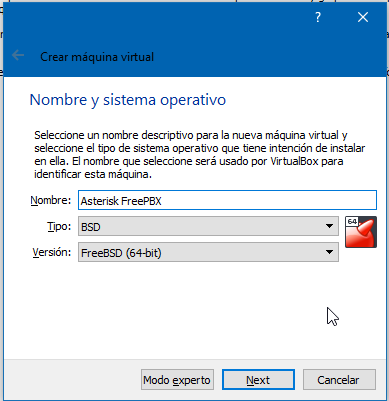 ?
Crear máquina virtual
Nombre y sistema operativo
Seleccione un nombre descriptivo para la nueva máquina virtual y
seleccione el tipo de sistema operativo que tiene intención de instalar
en ella. El nombre que seleccione será usado por VirtualBox para
identificar esta máquina.
Nombre: Asterisk FreePBX
Tipo: BSD
64
Versión: FreeBSD (64-bit)
Modo experto Next Cancelar